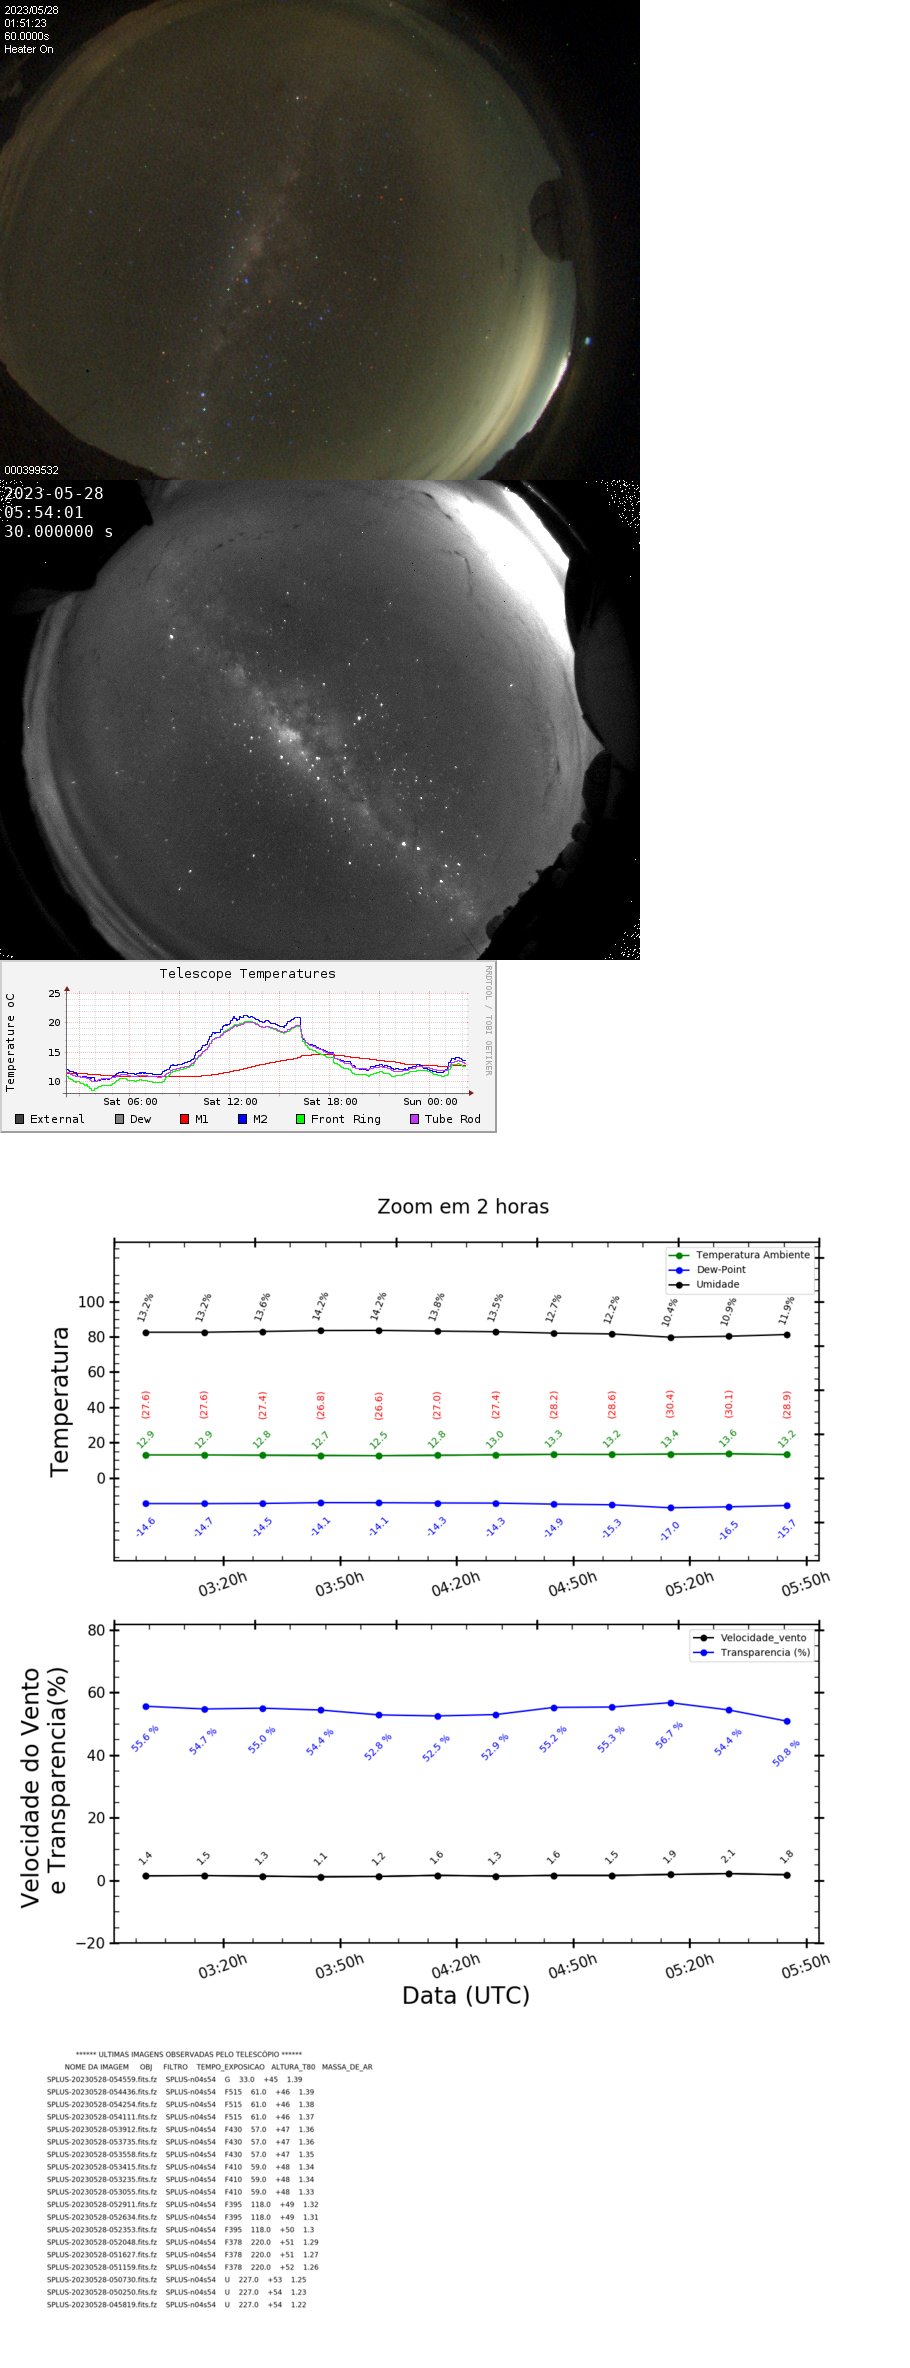 2023/05/28
01:51:23
60.0000s
Heater On
000399532
2023-05-28
05:54:01
30.000000 s
Telescope Temperatures
RRDTOOL / TOBI OETIKER
Temperature oC
25
20
15
10
Sat 06:00 Sat 12:00 Sat 18:00 Sun 00:00
External Dew M1 M2 Front Ring Tube Rod
Zoom em 2 horas
Temperatura Ambiente
Dew-Point
Umidade
Temperatura
100
80
60
40
20
0
13.2% 13.2% 13.6% 14.2% 14.2% 13.8% 13.5% 12.7% 12.2% 10.4% 10.9% 11.9%
(27.6) (27.6) (27.4) (26.8) (26.6) (27.0) (27.4) (28.2) (28.6) (30.4) (30.1) (28.9)
12.9 12.9 12.8 12.7 12.5 12.8 13.0 13.3 13.2 13.4 13.6 13.2
-14.6 -14.7 -14.5 -14.1 -14.1 -14.3 -14.3 -14.9 -15.3 -17.0 -16.5 -15.7
03:20h 03:50h 04:20h 04:50h 05:20h 05:50h
Velocidade_vento
Transparencia (%)
Velocidade do Vento
e Transparencia(%)
80
60
40
20
0
−20
55.6 % 54.7 % 55.0 % 54.4 % 52.8 % 52.5 % 52.9 % 55.2 % 55.3 % 56.7 % 54.4 % 50.8 %
1.4 1.5 1.3 1.1 1.2 1.6 1.3 1.6 1.5 1.9 2.1 1.8
03:20h 03:50h 04:20h 04:50h 05:20h 05:50h
Data (UTC)
****** ULTIMAS IMAGENS OBSERVADAS PELO TELESCÓPIO ******
NOME DA IMAGEM OBJ FILTRO TEMPO_EXPOSICAO ALTURA_T80 MASSA_DE_AR
SPLUS-20230528-054559.fits.fz SPLUS-n04s54 G 33.0 +45 1.39
SPLUS-20230528-054436.fits.fz SPLUS-n04s54 F515 61.0 +46 1.39
SPLUS-20230528-054254.fits.fz SPLUS-n04s54 F515 61.0 +46 1.38
SPLUS-20230528-054111.fits.fz SPLUS-n04s54 F515 61.0 +46 1.37
SPLUS-20230528-053912.fits.fz SPLUS-n04s54 F430 57.0 +47 1.36
SPLUS-20230528-053735.fits.fz SPLUS-n04s54 F430 57.0 +47 1.36
SPLUS-20230528-053558.fits.fz SPLUS-n04s54 F430 57.0 +47 1.35
SPLUS-20230528-053415.fits.fz SPLUS-n04s54 F410 59.0 +48 1.34
SPLUS-20230528-053235.fits.fz SPLUS-n04s54 F410 59.0 +48 1.34
SPLUS-20230528-053055.fits.fz SPLUS-n04s54 F410 59.0 +48 1.33
SPLUS-20230528-052911.fits.fz SPLUS-n04s54 F395 118.0 +49 1.32
SPLUS-20230528-052634.fits.fz SPLUS-n04s54 F395 118.0 +49 1.31
SPLUS-20230528-052353.fits.fz SPLUS-n04s54 F395 118.0 +50 1.3
SPLUS-20230528-052048.fits.fz SPLUS-n04s54 F378 220.0 +51 1.29
SPLUS-20230528-051627.fits.fz SPLUS-n04s54 F378 220.0 +51 1.27
SPLUS-20230528-051159.fits.fz SPLUS-n04s54 F378 220.0 +52 1.26
SPLUS-20230528-050730.fits.fz SPLUS-n04s54 U 227.0 +53 1.25
SPLUS-20230528-050250.fits.fz SPLUS-n04s54 U 227.0 +54 1.23
SPLUS-20230528-045819.fits.fz SPLUS-n04s54 U 227.0 +54 1.22